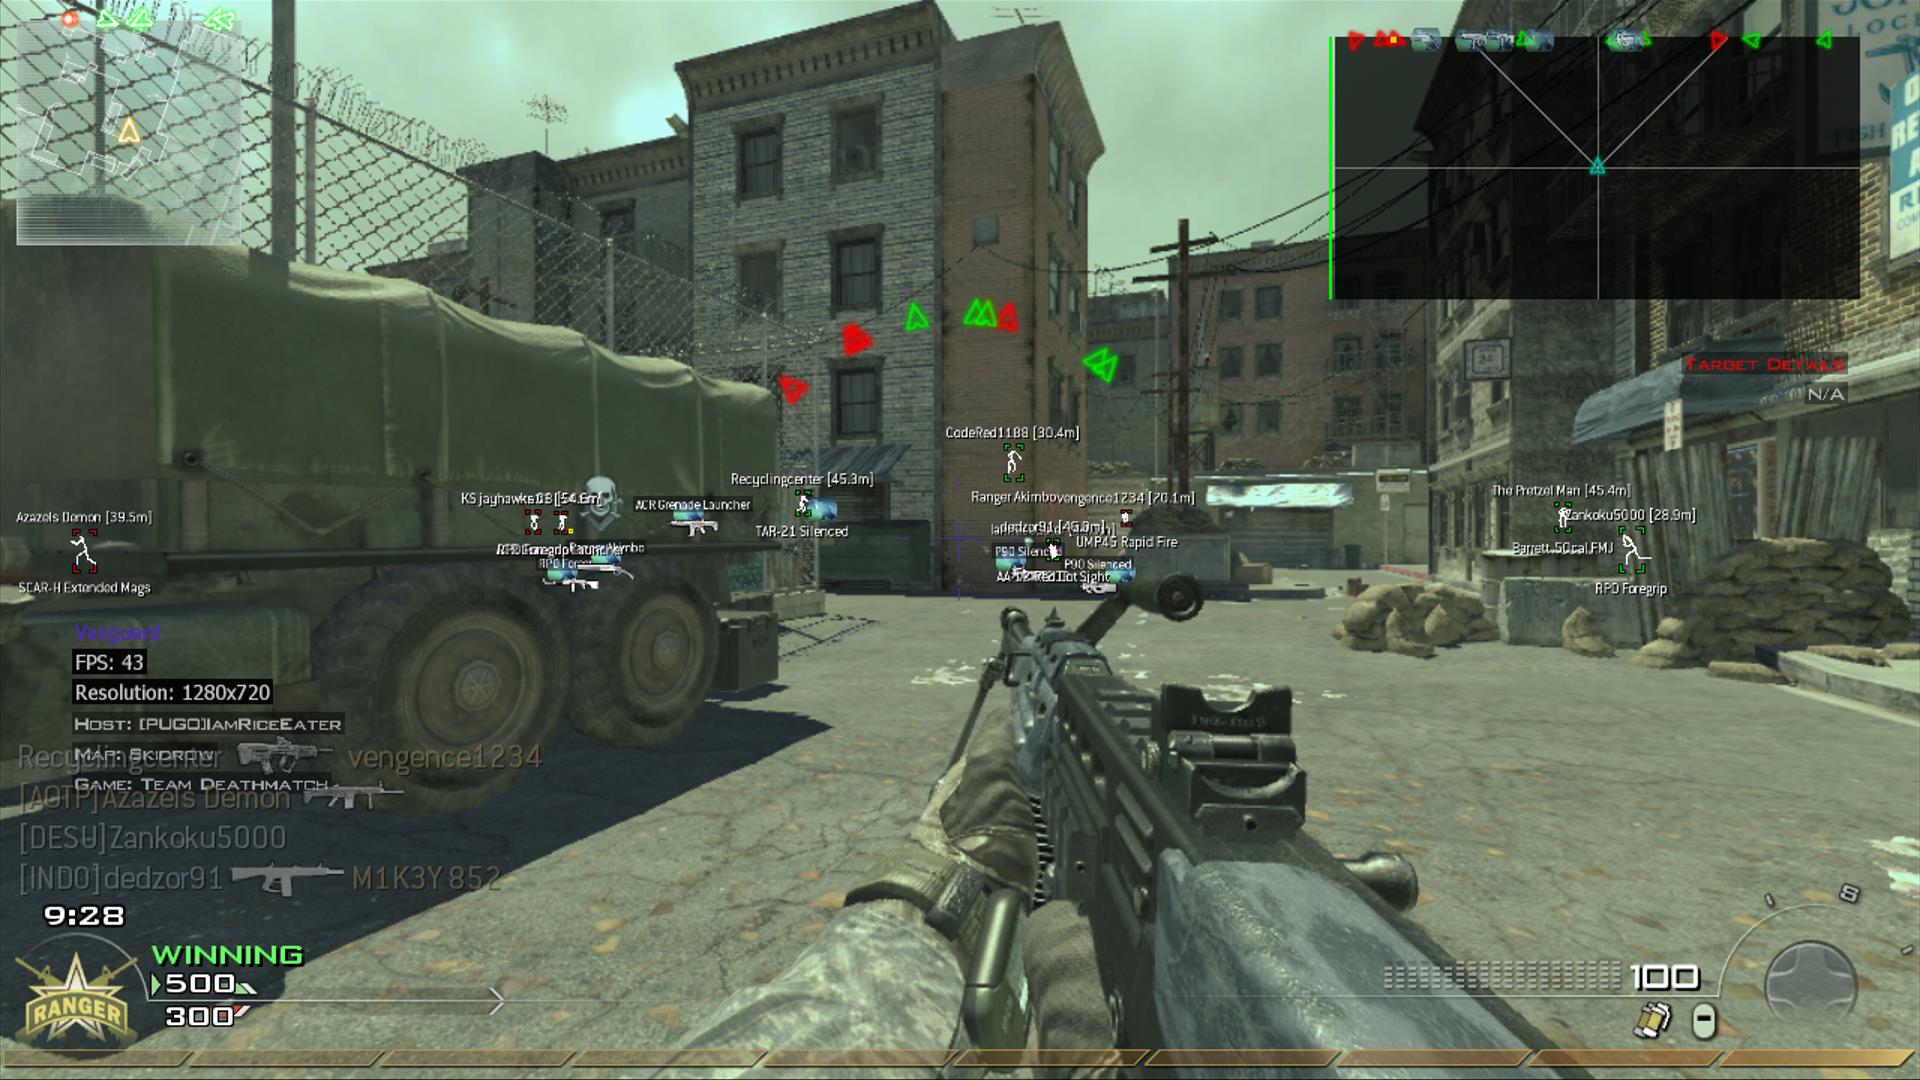 TARGET DETAILS
N/A
CodeRed1188 [30.4m]
Recyclingcenter [45.3m]
The Pretzel Man [45.4m]
vengence1234 [70.1m]
Ranger Akimbo
ACR Grenade Launcher
Azazels Demon [39.5m]
Zankoku5000 [28.9m]
TAR-21 Silenced
UMP45 Rapid Fire
Barrett .50cal FMJ
P90 Silenced
SCAR-H Extended Mags
RPD Foregrip
Vanguard
FPS: 43
Resolution: 1280x720
HOST: [PUGO]IAMRICEEATER
MAP: SKIDROW
GAME: TEAM DEATHMATCH
Recyclingcenter vengence1234
[AOTP]Azazels Demon
[DESU]Zankoku5000
[INDO]dedzor91 M1K3Y 852
9:28
WINNING
500
300
RANGER
100
S
24